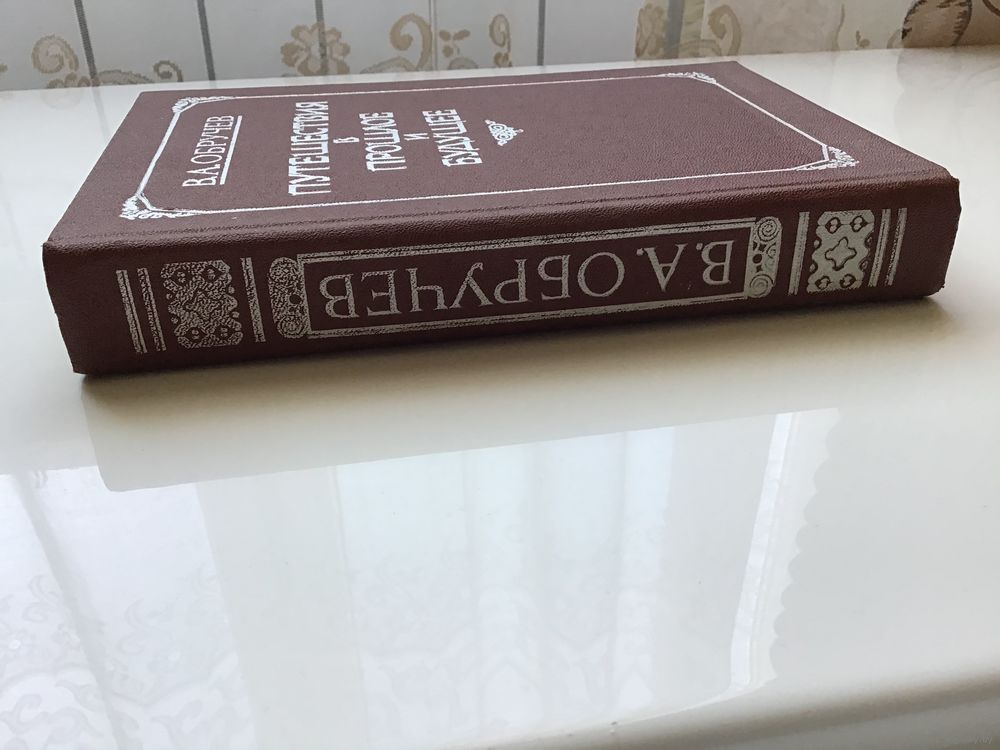 В.А.ОБРУЧЕВ
ПУТЕШЕСТВИЯ
В
ПРОШЛОЕ
И
БУДУЩЕЕ
В.А. ОБРУЧЕВ